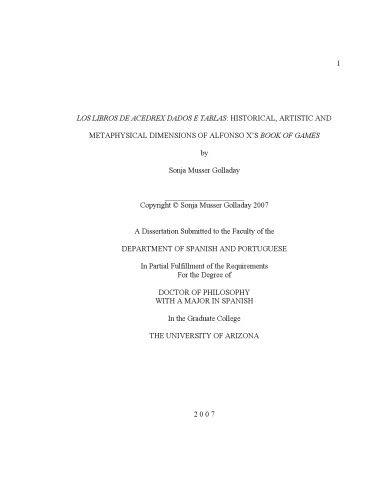 1
LOS LIBROS DE ACEDREX DADOS E TABLAS: HISTORICAL, ARTISTIC AND
METAPHYSICAL DIMENSIONS OF ALFONSO X'S BOOK OF GAMES
by
Sonja Musser Golladay
Copyright © Sonja Musser Golladay 2007
A Dissertation Submitted to the Faculty of the
DEPARTMENT OF SPANISH AND PORTUGUESE
In Partial Fulfillment of the Requirements
For the Degree of
DOCTOR OF PHILOSOPHY
WITH A MAJOR IN SPANISH
In the Graduate College
THE UNIVERSITY OF ARIZONA
2 0 0 7